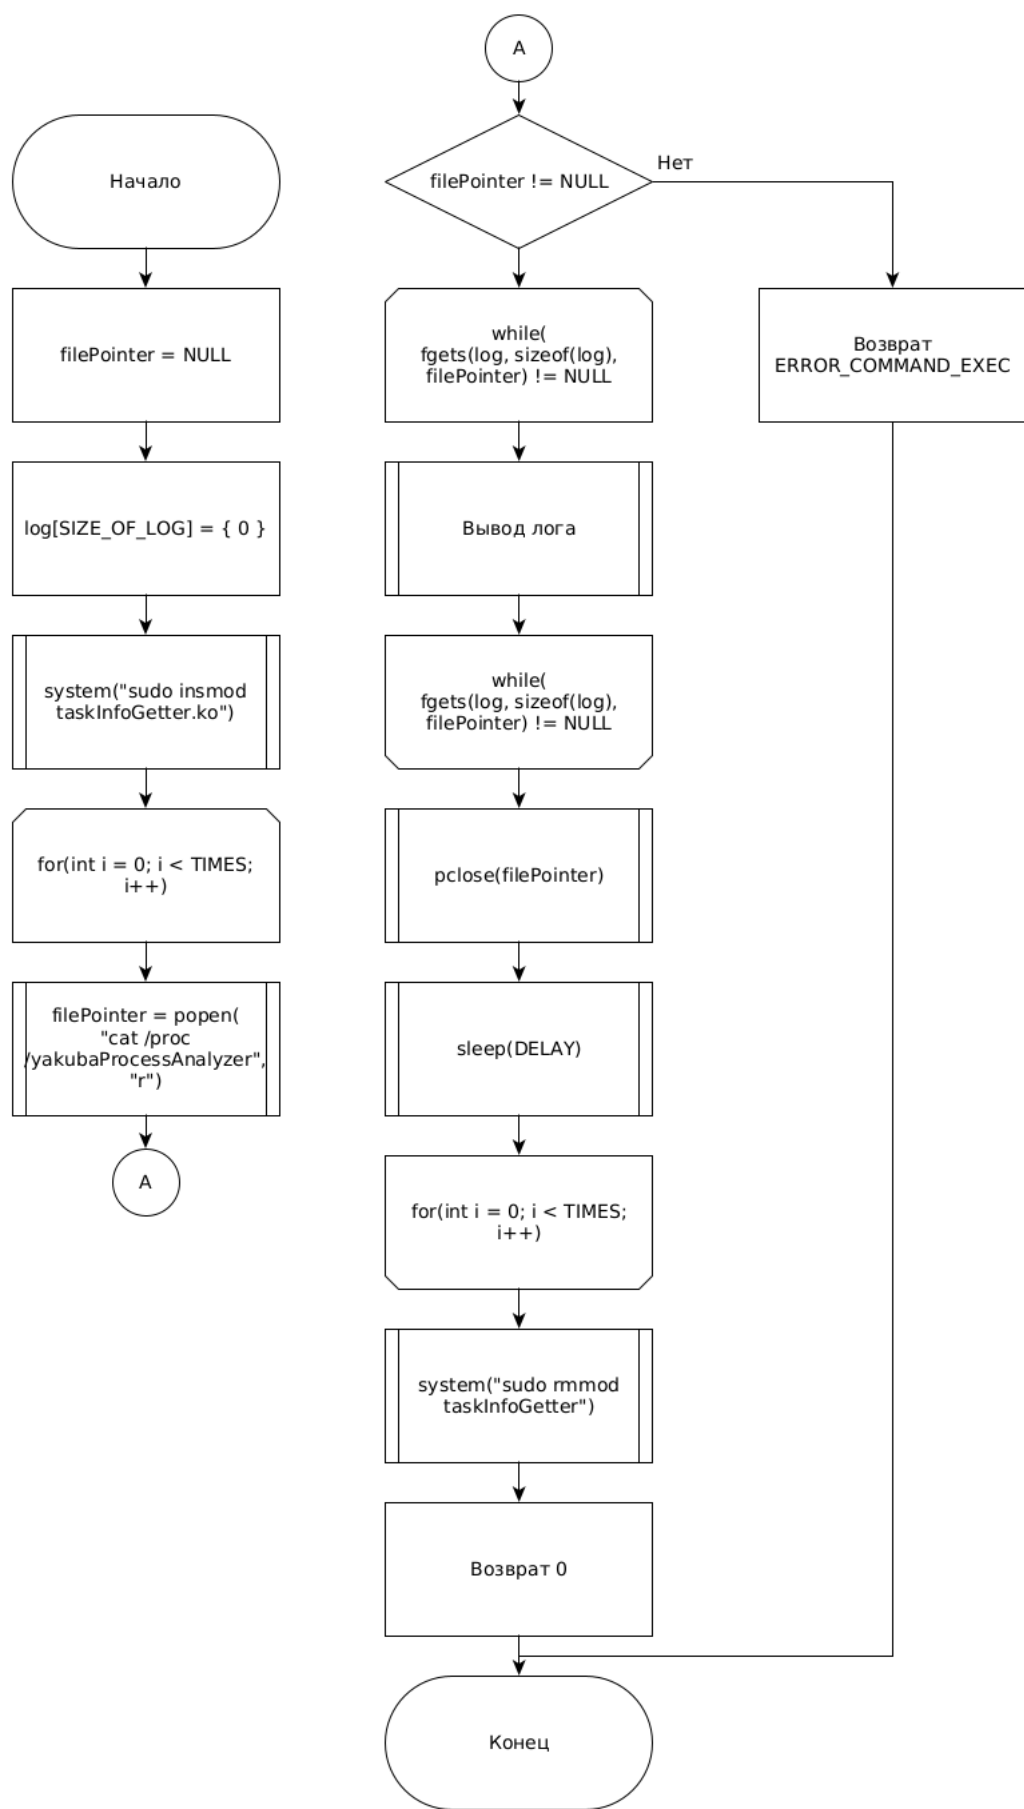 Начало
filePointer = NULL
log[SIZE_OF_LOG] = { 0 }
system("sudo insmod
taskInfoGetter.ko")
for(int i = 0; i < TIMES;
i++)
filePointer = popen(
"cat /proc
/yakubaProcessAnalyzer",
"r")
A
A
filePointer != NULL
Нет
while(
fgets(log, sizeof(log),
filePointer) != NULL
Возврат
ERROR_COMMAND_EXEC
Вывод лога
while(
fgets(log, sizeof(log),
filePointer) != NULL
pclose(filePointer)
sleep(DELAY)
for(int i = 0; i < TIMES;
i++)
system("sudo rmmod
taskInfoGetter")
Возврат 0
Конец